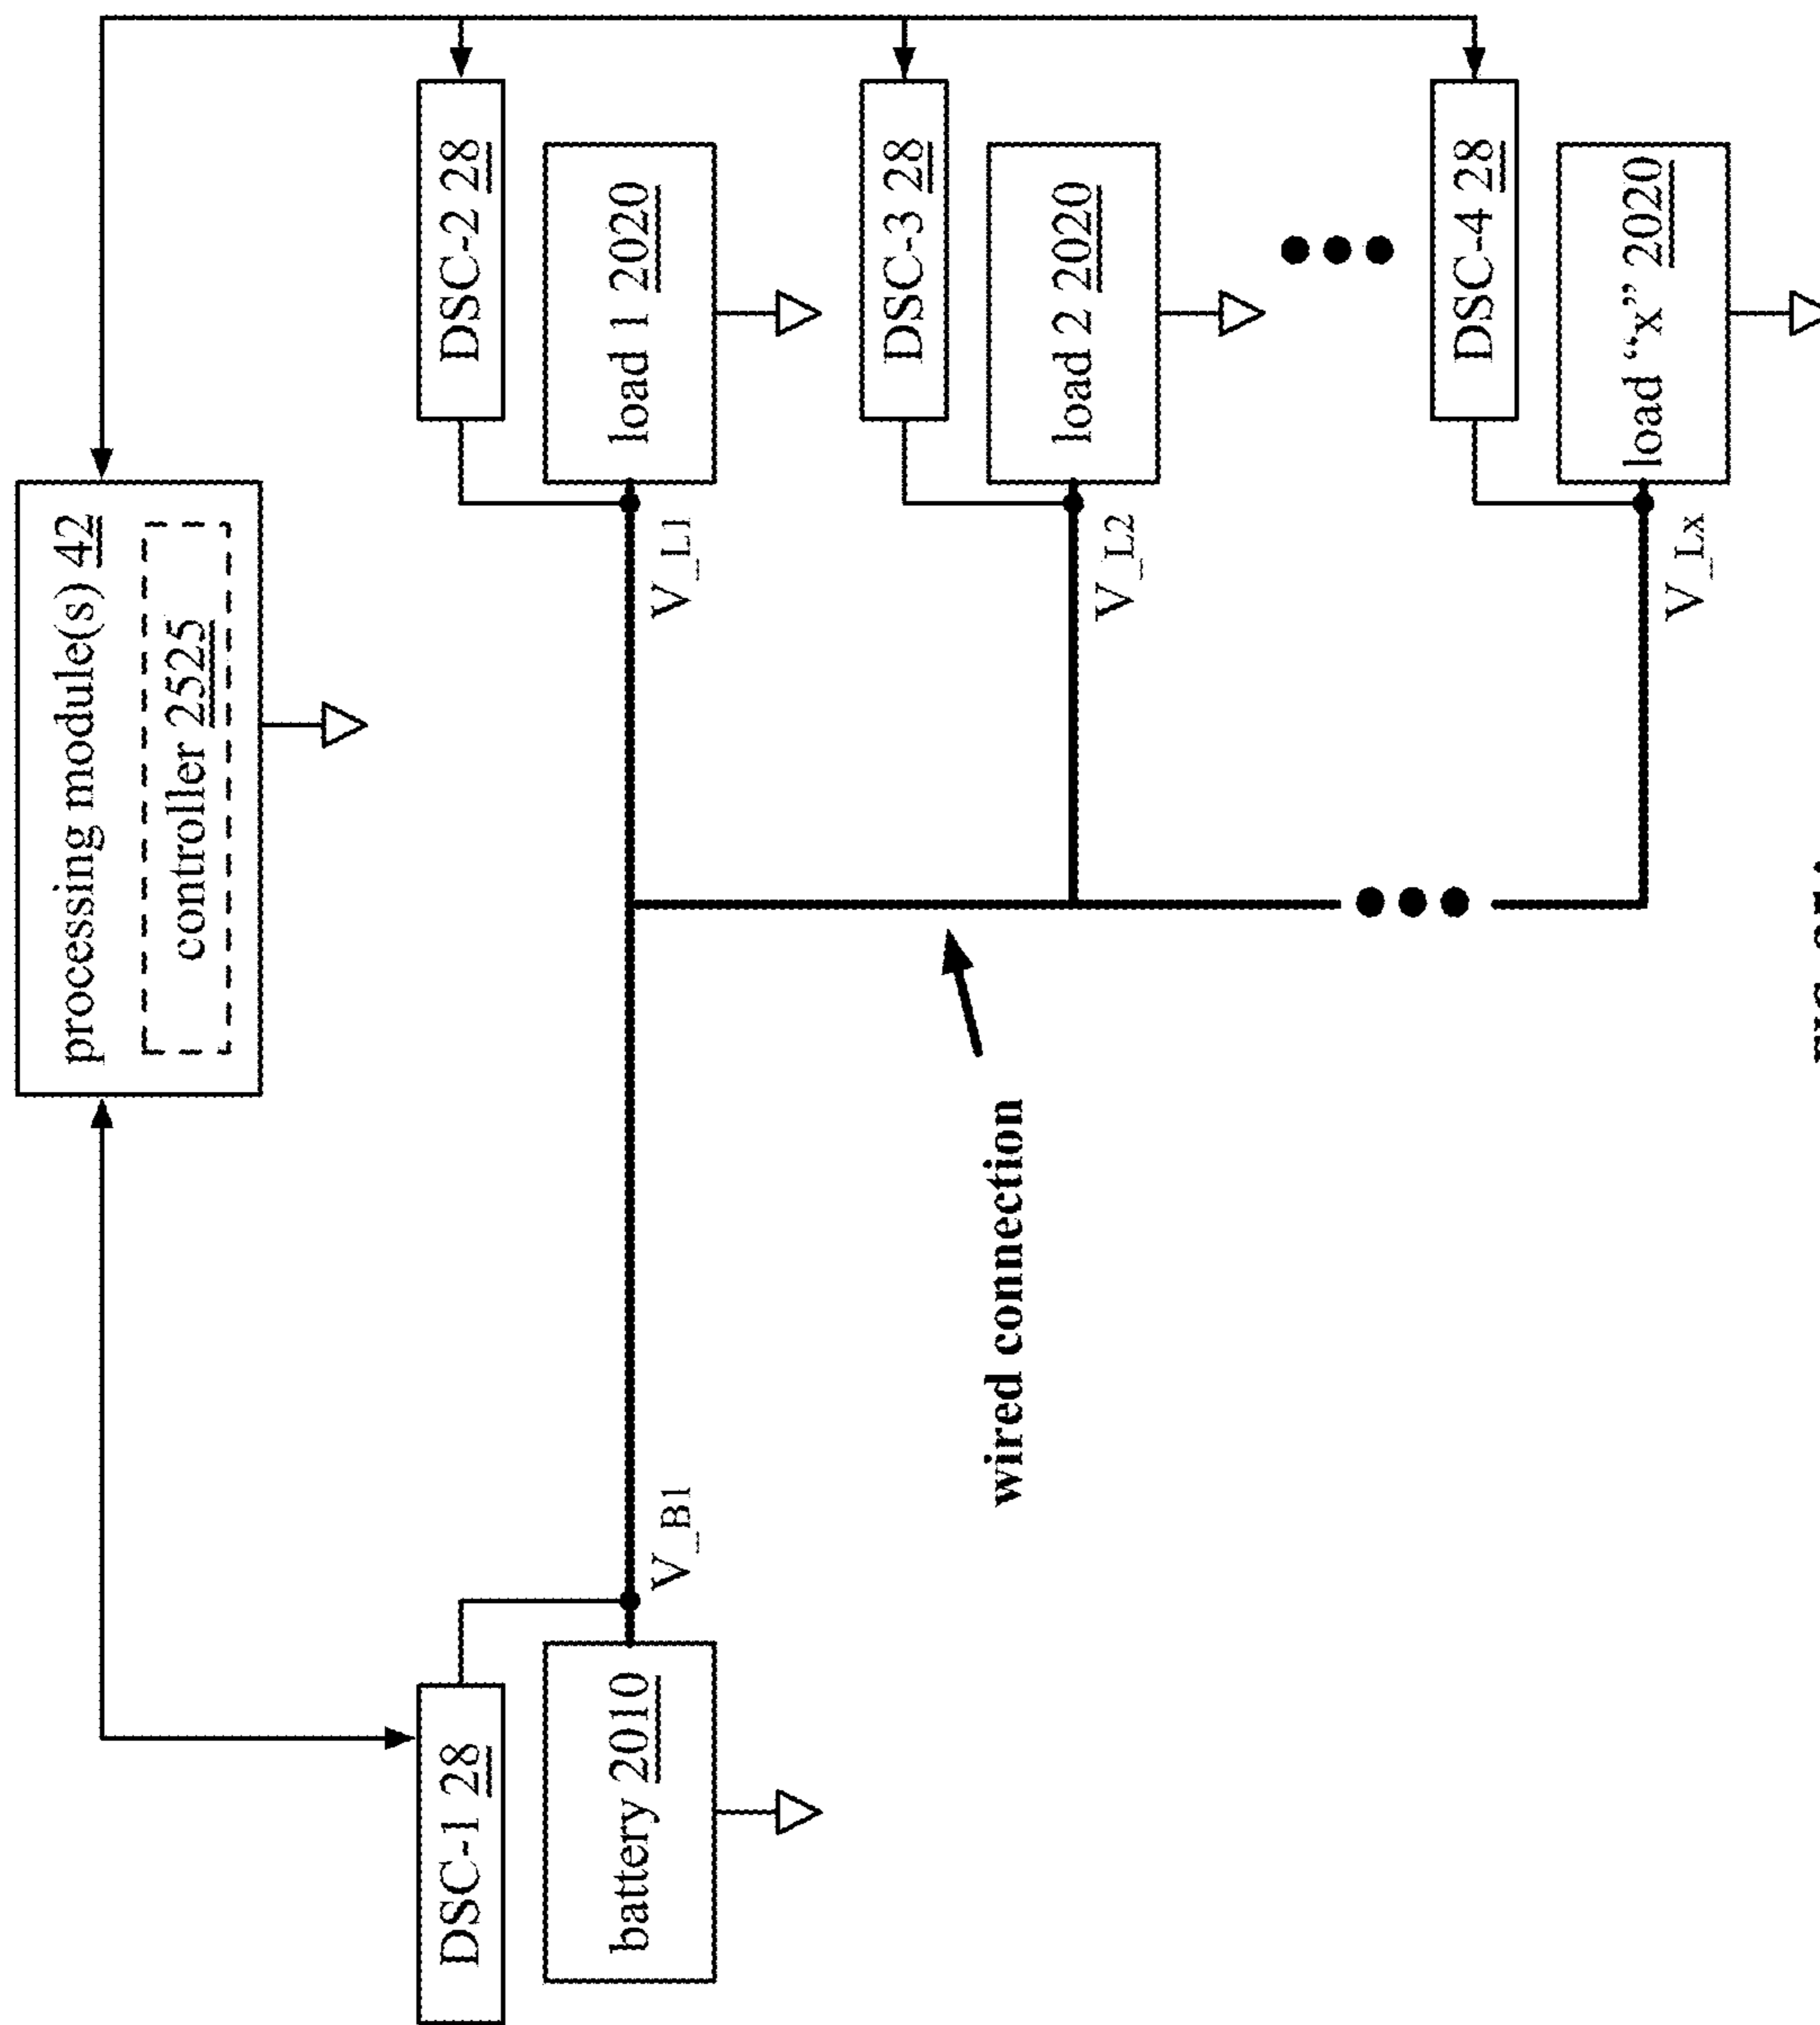 processing module(s) 42
controller 2525
DSC-1 28
battery 2010
V_B1
DSC-2 28
load 1 2020
V_L1
DSC-3 28
load 2 2020
V_L2
wired connection
DSC-4 28
load “x” 2020
V_Lx